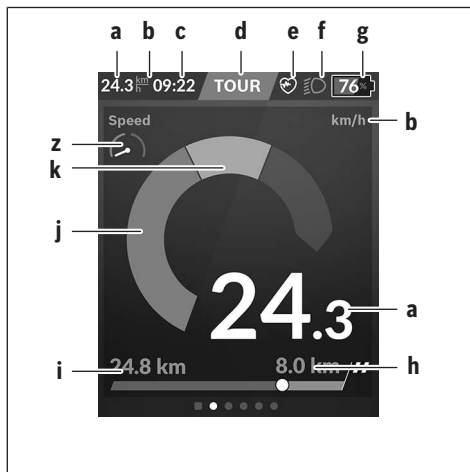 a b c d e f g
24.3 km/h 09:22 TOUR 76%
Speed km/h b
z
k
j
24.3 a
i 24.8 km 8.0 km h